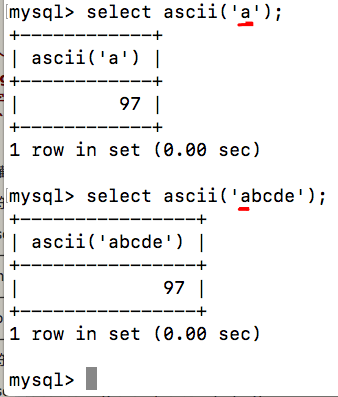 mysql> select ascii('a');
+------------+
| ascii('a') |
+------------+
|         97 |
+------------+
1 row in set (0.00 sec)
mysql> select ascii('abcde');
+----------------+
| ascii('abcde') |
+----------------+
|             97 |
+----------------+
1 row in set (0.00 sec)
mysql>